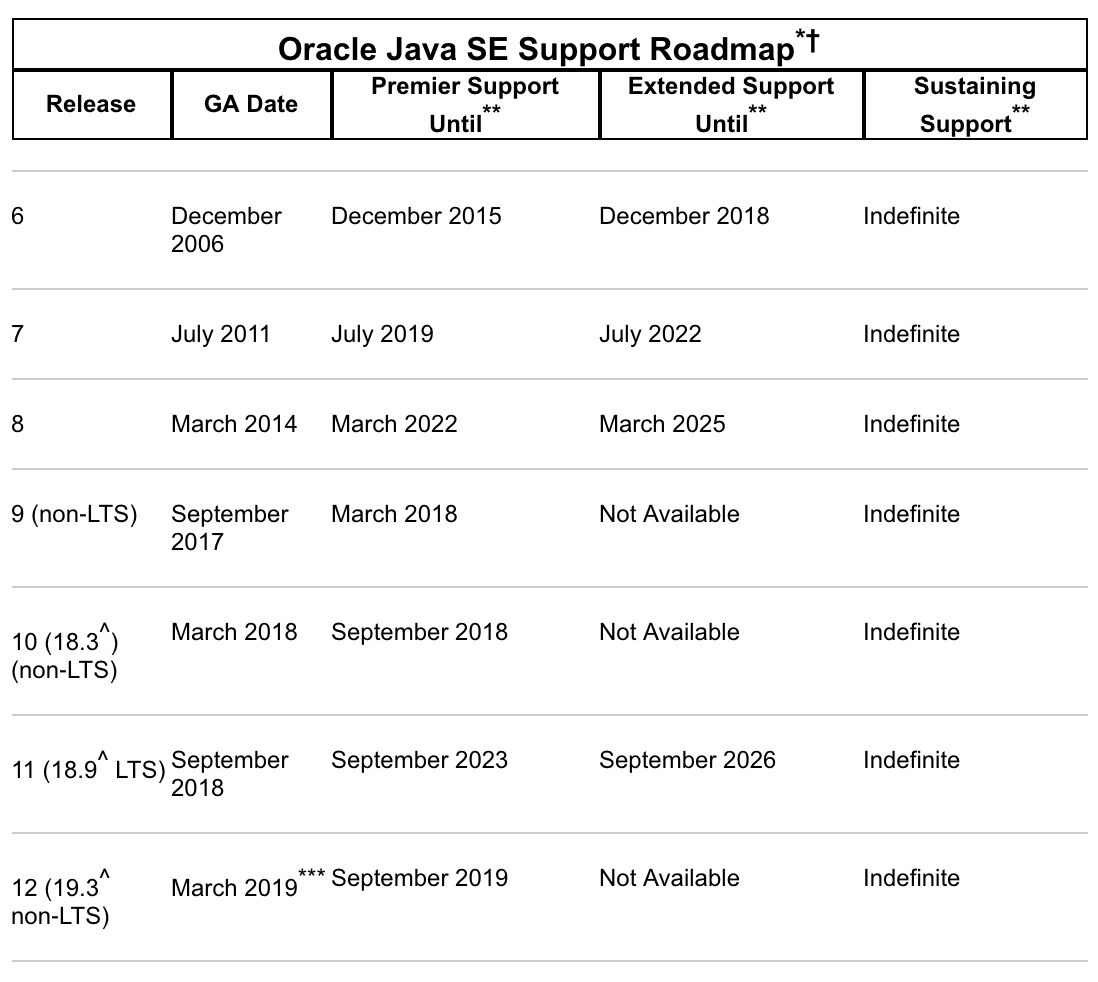 Oracle Java SE Support Roadmap*†
Release GA Date Premier Support Until** Extended Support Until** Sustaining Support**
6 December 2006 December 2015 December 2018 Indefinite
7 July 2011 July 2019 July 2022 Indefinite
8 March 2014 March 2022 March 2025 Indefinite
9 (non-LTS) September 2017 March 2018 Not Available Indefinite
10 (18.3^) (non-LTS) March 2018 September 2018 Not Available Indefinite
11 (18.9^ LTS) September 2018 September 2023 September 2026 Indefinite
12 (19.3^ non-LTS) March 2019*** September 2019 Not Available Indefinite